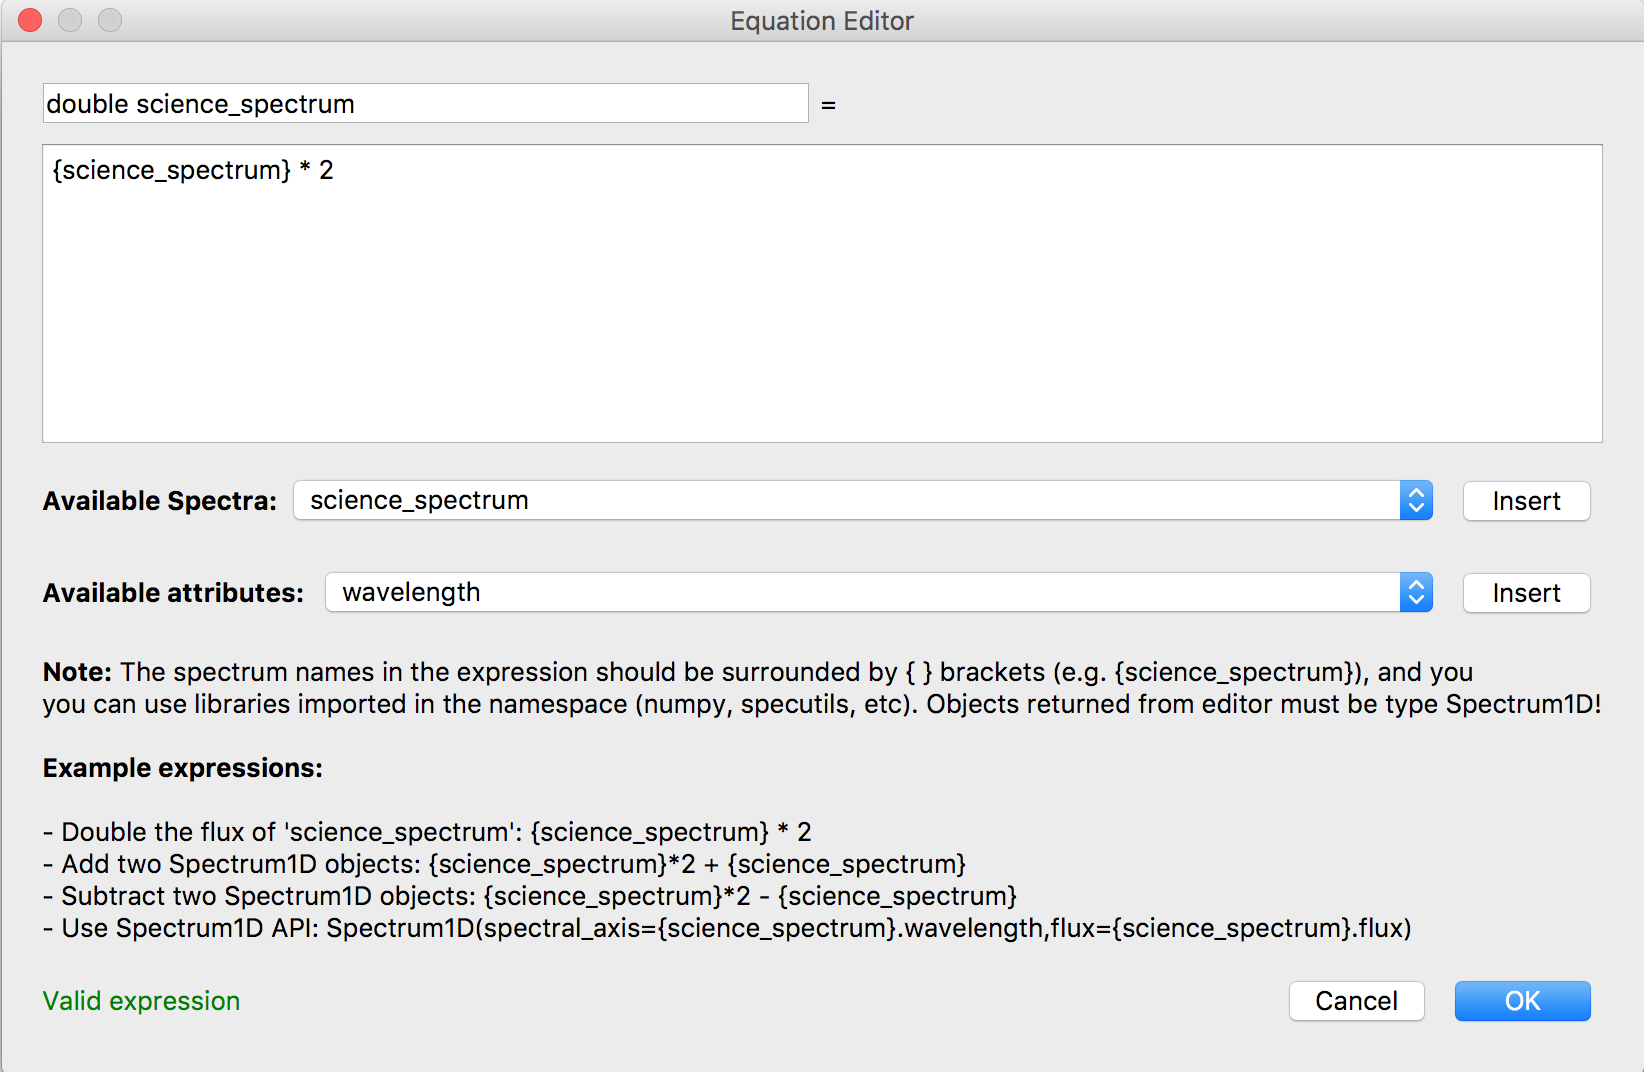 Equation Editor
double science_spectrum =
{science_spectrum} * 2
Available Spectra: science_spectrum Insert
Available attributes: wavelength Insert
Note: The spectrum names in the expression should be surrounded by { } brackets (e.g. {science_spectrum}), and you
you can use libraries imported in the namespace (numpy, specutils, etc). Objects returned from editor must be type Spectrum1D!
Example expressions:
- Double the flux of 'science_spectrum': {science_spectrum} * 2
- Add two Spectrum1D objects: {science_spectrum}*2 + {science_spectrum}
- Subtract two Spectrum1D objects: {science_spectrum}*2 - {science_spectrum}
- Use Spectrum1D API: Spectrum1D(spectral_axis={science_spectrum}.wavelength,flux={science_spectrum}.flux)
Valid expression Cancel OK